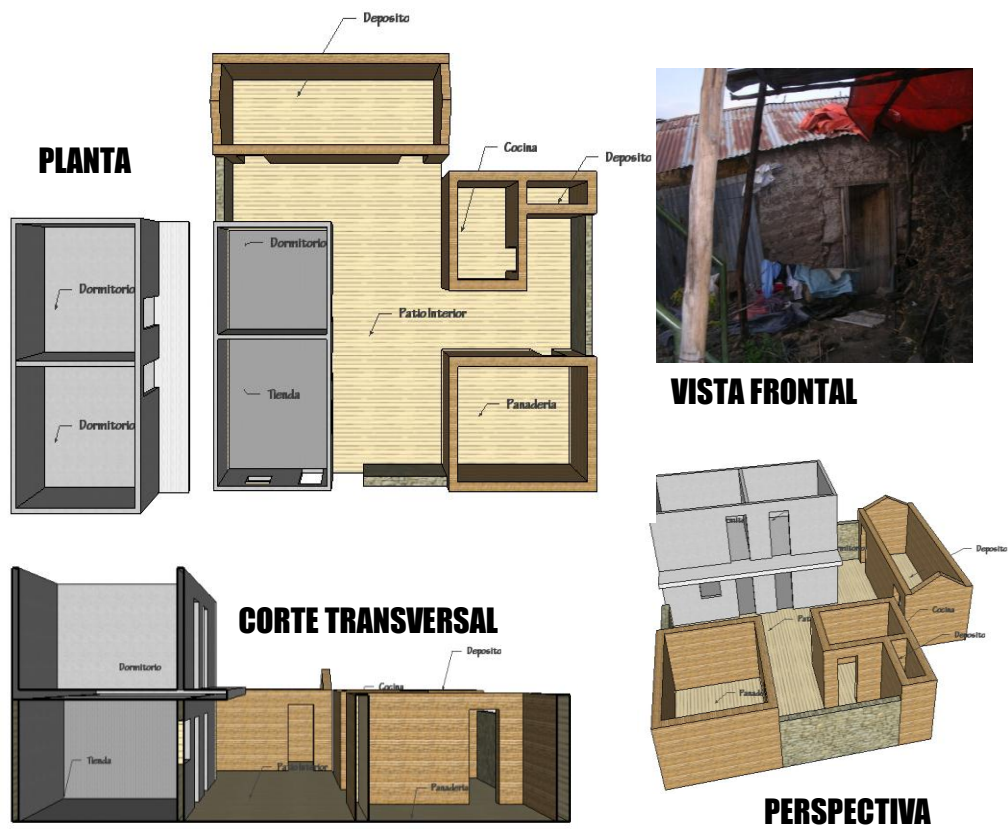 Deposito
PLANTA
Cocina
Deposito
Dormitorio
Dormitorio
Patio Interior
Tienda
Panaderia
Dormitorio
VISTA FRONTAL
CORTE TRANSVERSAL
Dormitorio
Deposito
Cocina
Tienda
Patio Interior
Panaderia
Deposito
Cocina
Deposito
PERSPECTIVA